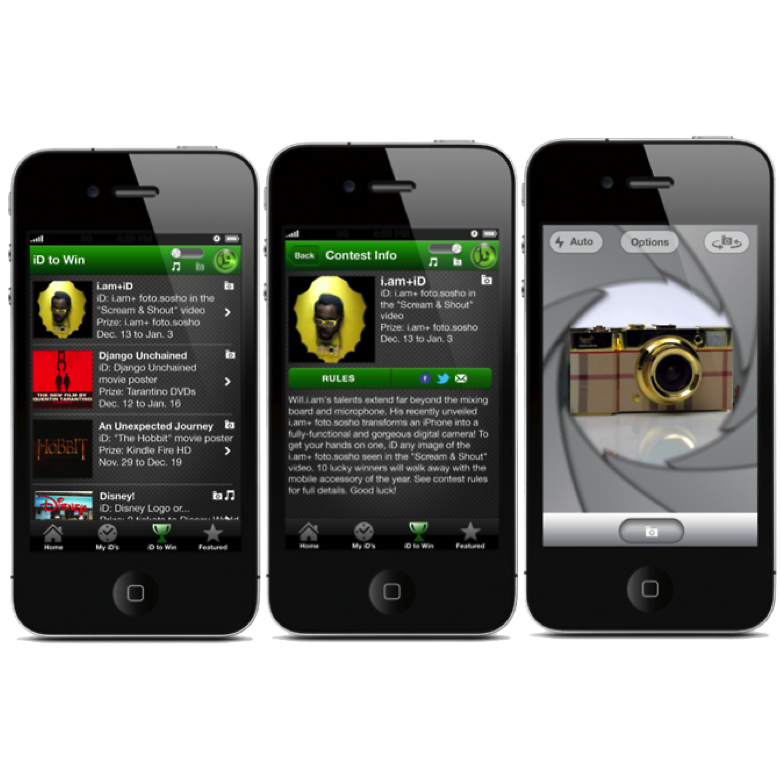 iD to Win
i.am+iD
iD: i.am+ foto.sosho in the
"Scream & Shout" video
Prize: i.am+ foto.sosho
Dec. 13 to Jan. 3
Django Unchained
iD: Django Unchained
movie poster
Prize: Tarantino DVDs
Dec. 12 to Jan. 16
THE NEW FILM BY
QUENTIN TARANTINO
An Unexpected Journey
iD: "The Hobbit" movie poster
Prize: Kindle Fire HD
Nov. 29 to Dec. 19
HOBBIT
Disney!
iD: Disney Logo or...
Prize: 2 tickets to Disney World
DISNEY
Home
My iD's
iD to Win
Featured
Back
Contest Info
iD
i.am+iD
iD: i.am+ foto.sosho in
the "Scream & Shout"
video
Prize: i.am+ foto.sosho
Dec. 13 to Jan. 3
RULES
Will.i.am's talents extend far beyond the mixing
board and microphone. His recently unveiled
i.am+ foto.sosho transforms an iPhone into a
fully-functional and gorgeous digital camera! To
get your hands on one, iD any image of the
i.am+ foto.sosho seen in the "Scream & Shout"
video. 10 lucky winners will walk away with the
mobile accessory of the year. See contest rules
for full details. Good luck!
Home
My iD's
iD to Win
Featured
Auto
Options